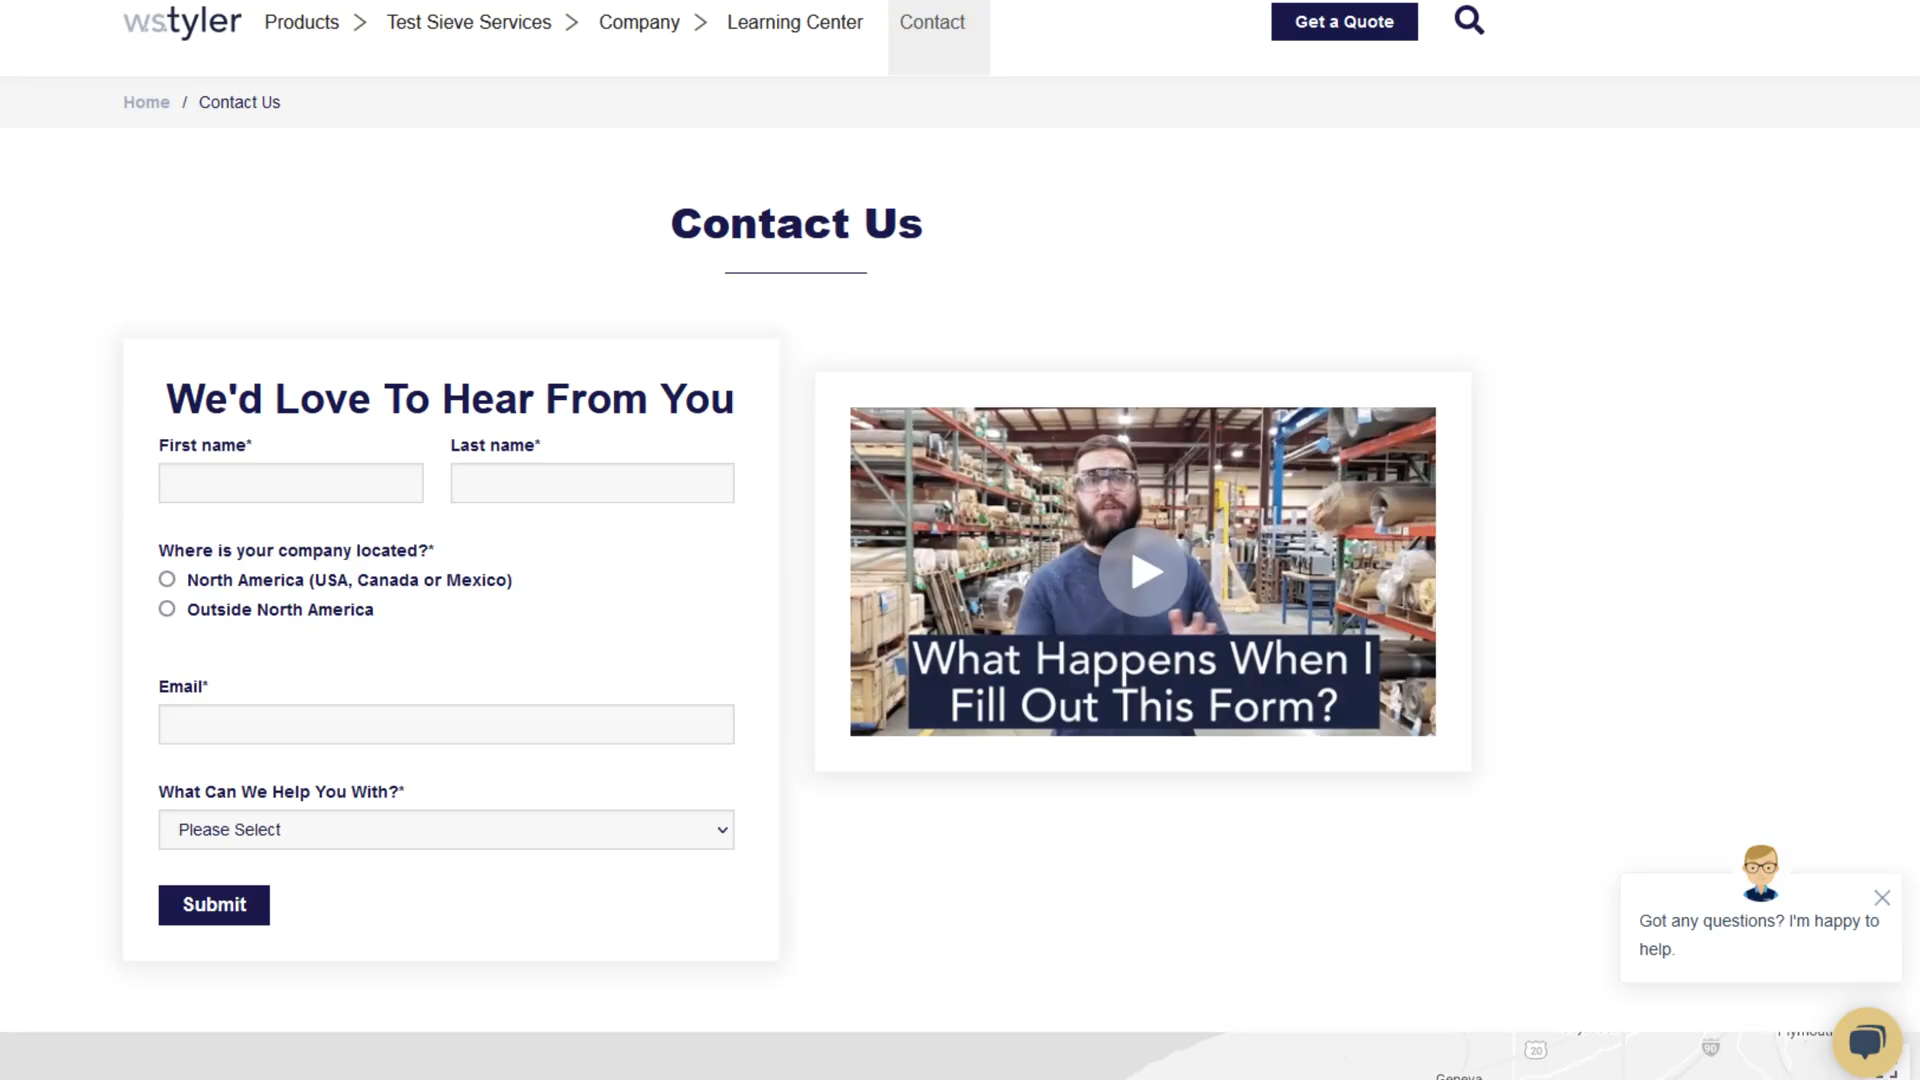 wstyler
Products
Test Sieve Services
Company
Learning Center
Contact
Get a Quote
Home / Contact Us
Contact Us
We'd Love To Hear From You
First name*
Last name*
Where is your company located?*
North America (USA, Canada or Mexico)
Outside North America
Email*
What Can We Help You With?*
Please Select
Submit
What Happens When I
Fill Out This Form?
Got any questions? I'm happy to
help.
20
90
Geneva